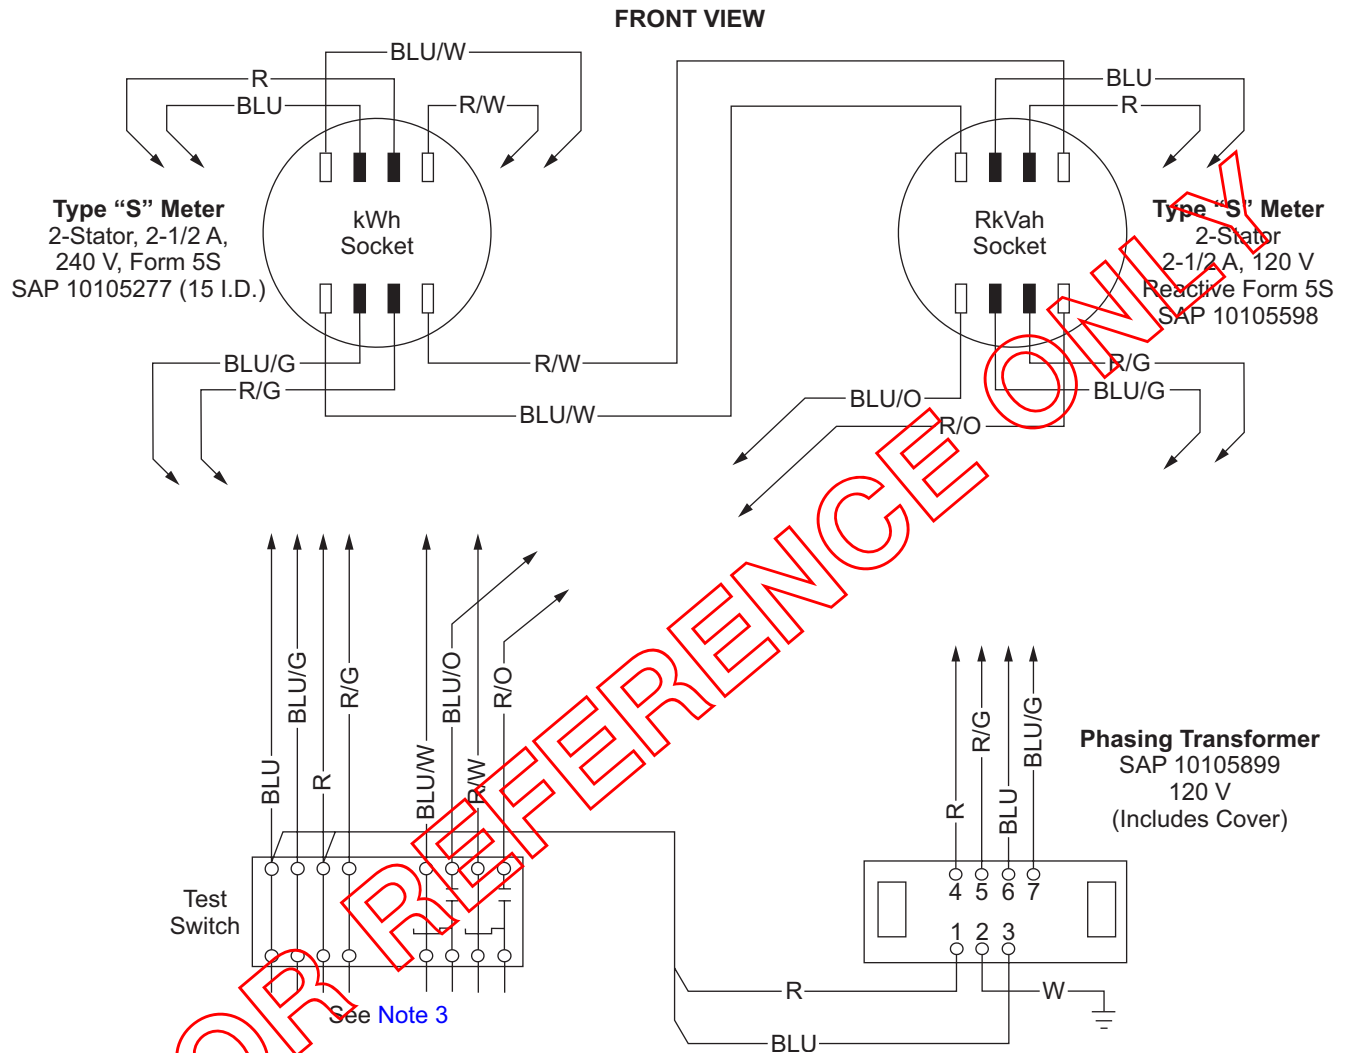 FRONT VIEW
BLU/W
R
BLU
R/W
BLU
R
Type “S” Meter
2-Stator, 2-1/2 A,
240 V, Form 5S
SAP 10105277 (15 I.D.)
kWh
Socket
RkVah
Socket
Type “S” Meter
2-Stator
2-1/2 A, 120 V
Reactive Form 5S
SAP 10105598
BLU/G
R/G
R/W
BLU/W
BLU/O
R/O
R/G
BLU/G
BLU
BLU/G
R
R/G
BLU/W
BLU/O
R/W
R/O
R
R/G
BLU
BLU/G
Phasing Transformer
SAP 10105899
120 V
(Includes Cover)
Test
Switch
4 5 6 7
1 2 3
See Note 3
R
W
BLU
OR REFERENCE ONLY